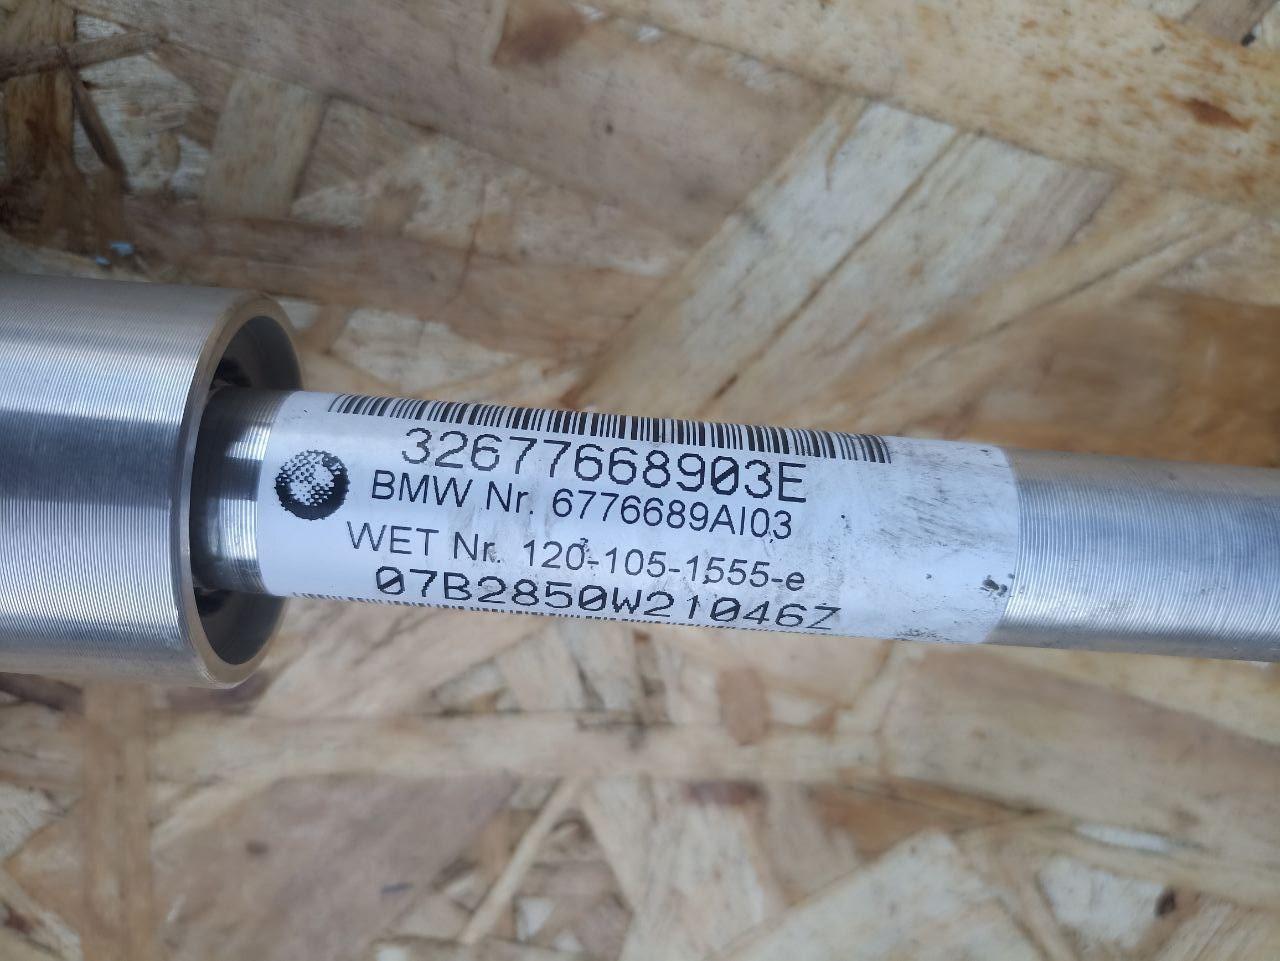 32677668903E
BMW Nr. 6776689AI03
WET Nr. 120-105-1555-e
07B2850W21046Z